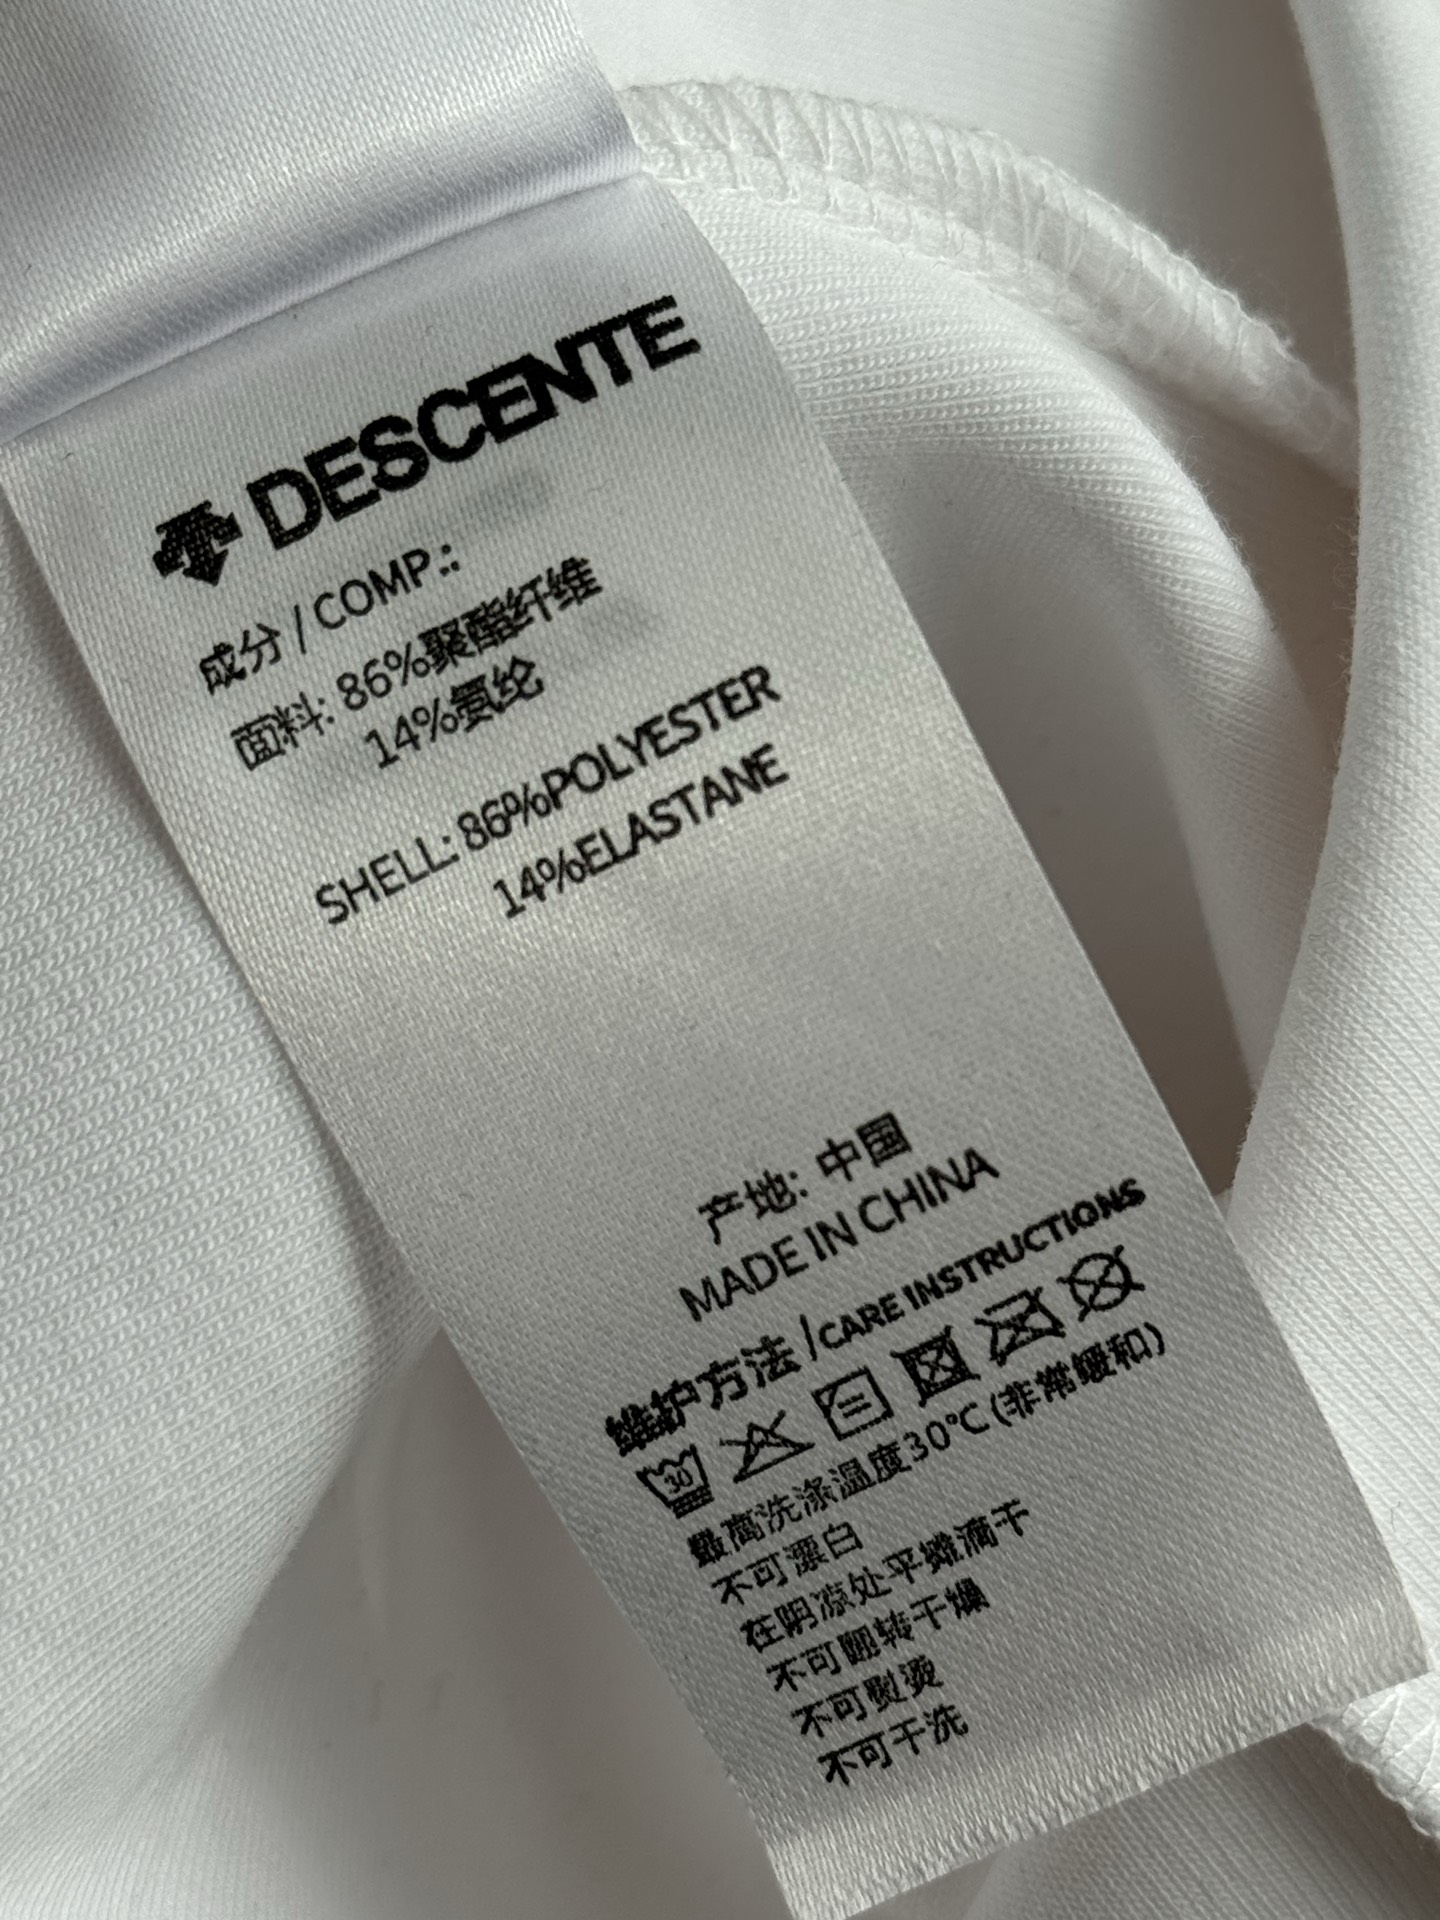 DESCENTE
成分 / COMP.:
面料: 86%聚酯纤维
14%氨纶
SHELL: 86%POLYESTER
14%ELASTANE
产地: 中国
MADE IN CHINA
维护方法 /CARE INSTRUCTIONS
30
最高洗涤温度30℃ (非常缓和)
不可漂白
在阴凉处平摊滴干
不可翻转干燥
不可熨烫
不可干洗